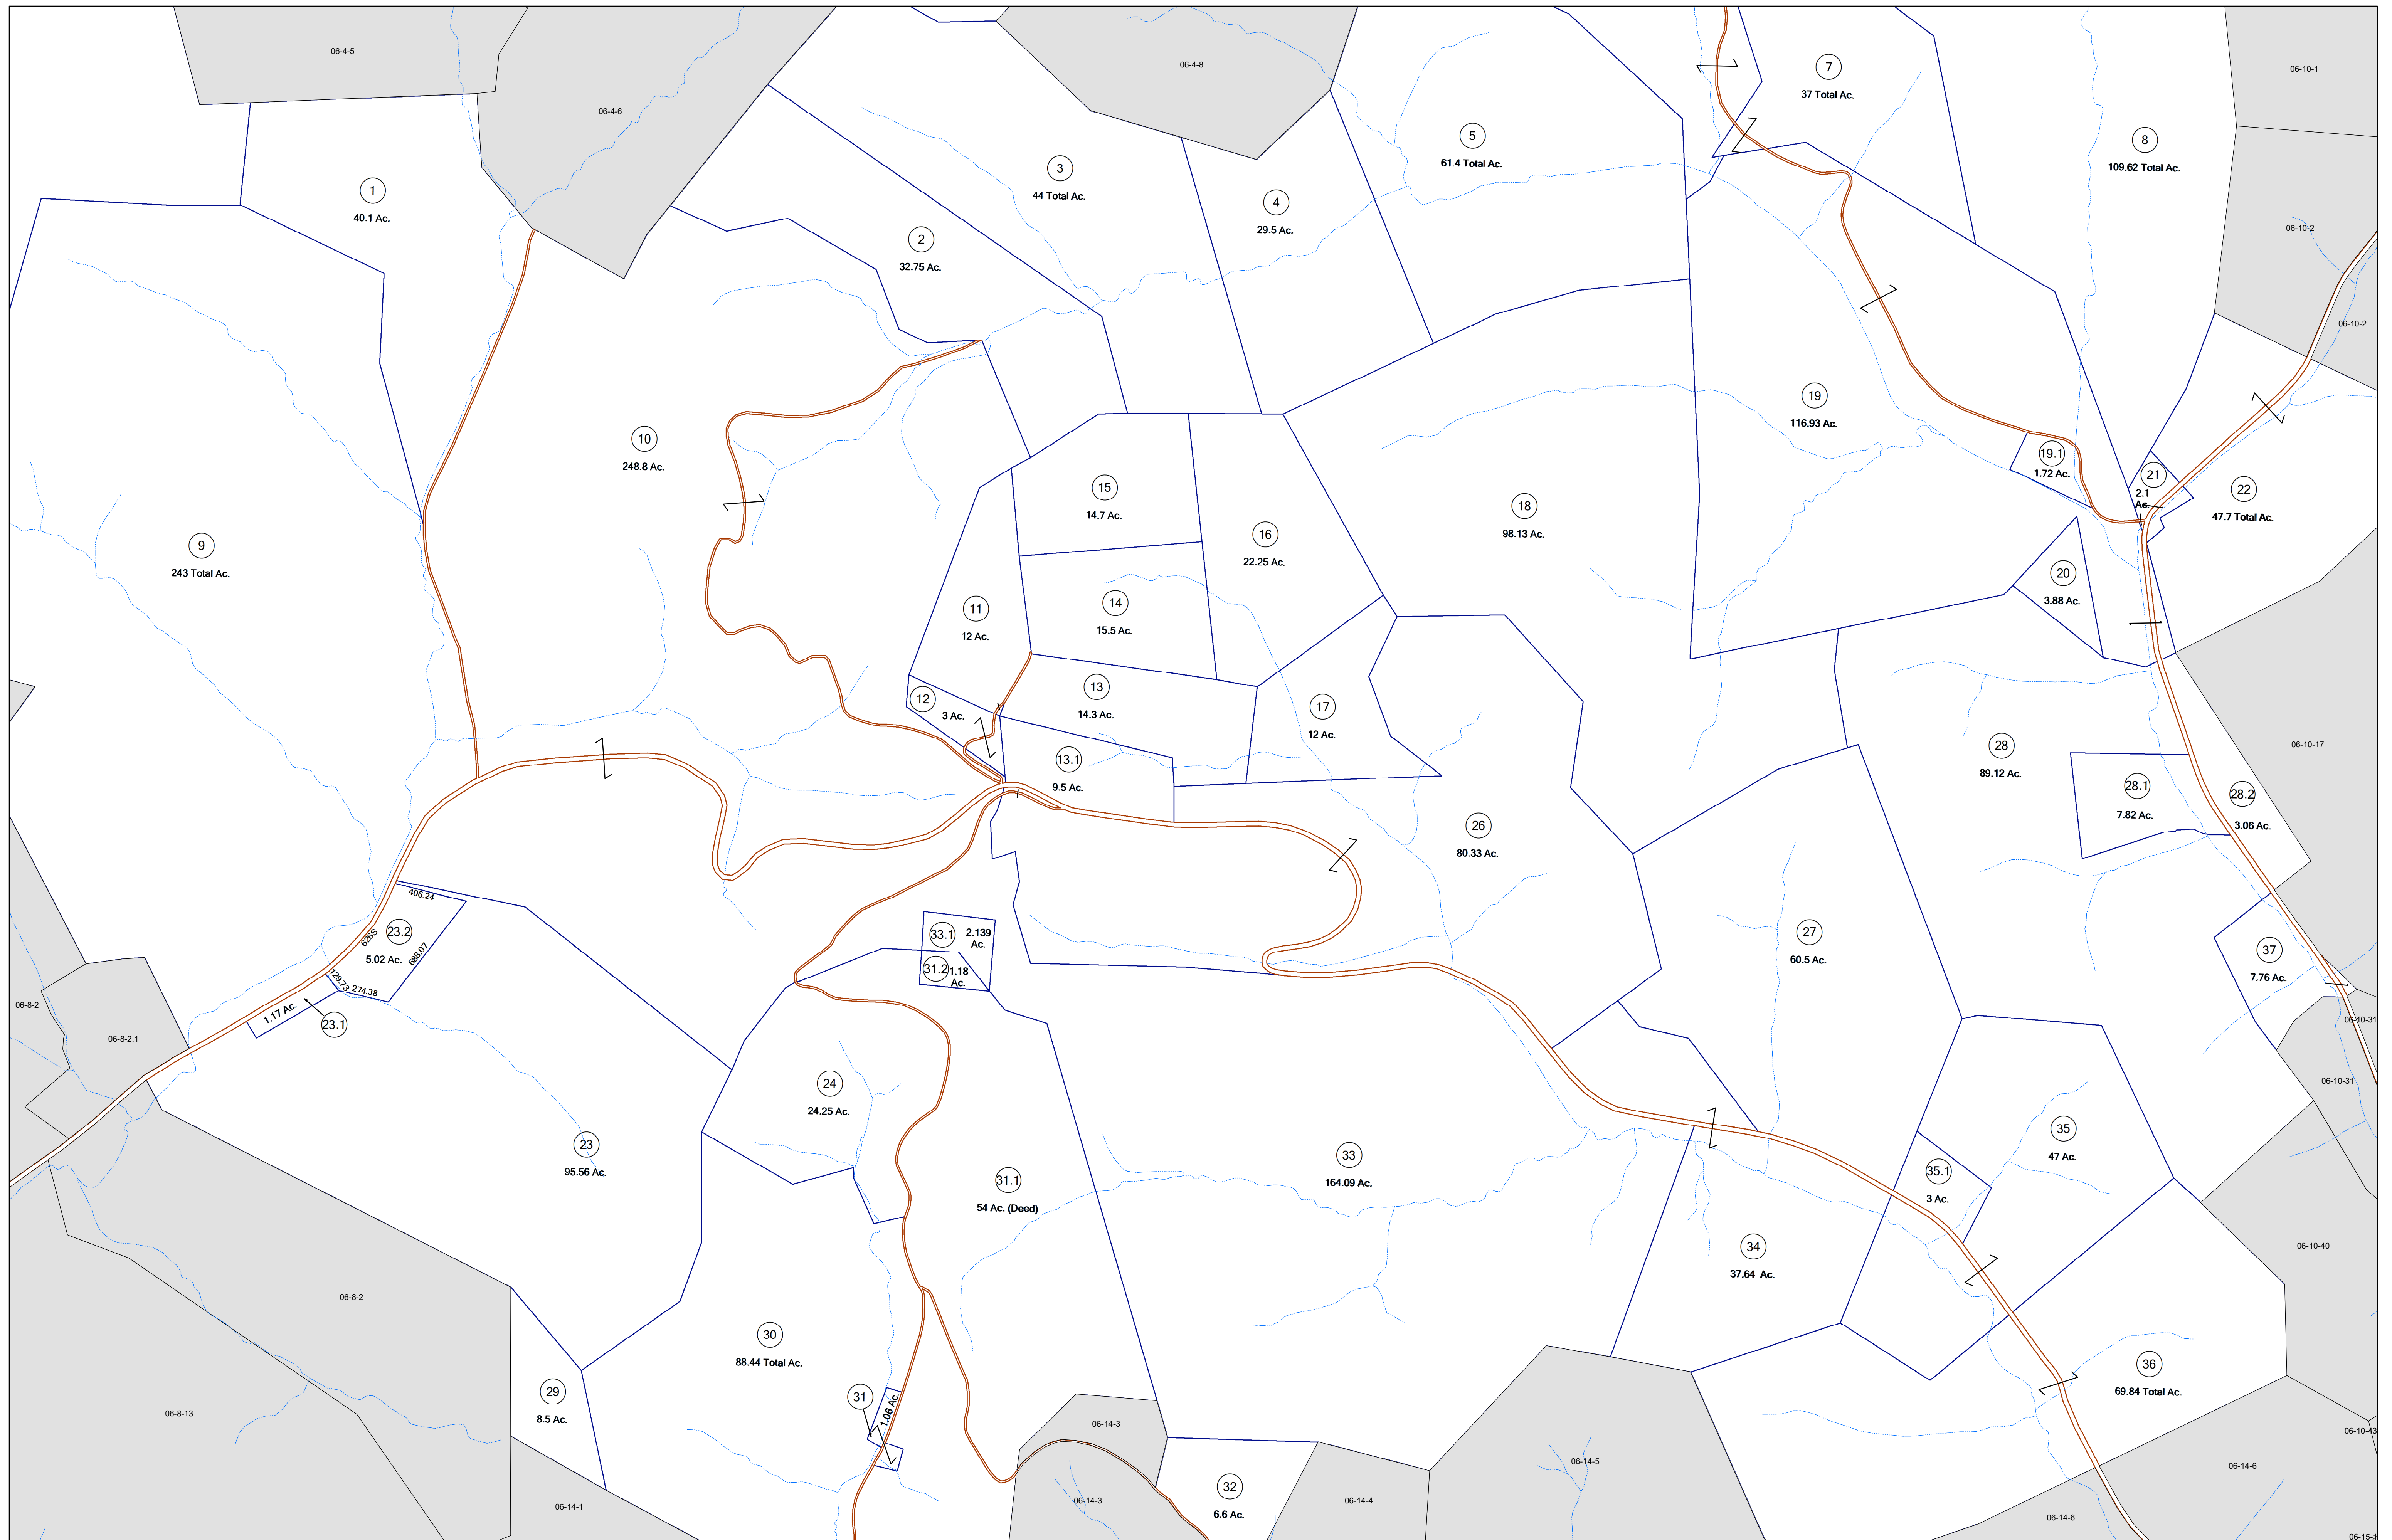 06-4-5
06-4-6
06-4-8
06-10-1
06-10-2
06-10-2
1
40.1 Ac.
2
32.75 Ac.
3
44 Total Ac.
4
29.5 Ac.
5
61.4 Total Ac.
7
37 Total Ac.
8
109.62 Total Ac.
9
243 Total Ac.
10
248.8 Ac.
11
12 Ac.
12
3 Ac.
13
14.3 Ac.
13.1
9.5 Ac.
14
15.5 Ac.
15
14.7 Ac.
16
22.25 Ac.
17
12 Ac.
18
98.13 Ac.
19
116.93 Ac.
19.1
1.72 Ac.
20
3.88 Ac.
21
2.1
Ac.
22
47.7 Total Ac.
06-10-17
28
89.12 Ac.
28.1
7.82 Ac.
28.2
3.06 Ac.
26
80.33 Ac.
27
60.5 Ac.
37
7.76 Ac.
06-10-31
06-10-31
406.24
626S
23.2
5.02 Ac.
688.07
129.73
274.38
1.17 Ac.
23.1
06-8-2
06-8-2.1
33.1
2.139
Ac.
31.2
1.18
Ac.
24
24.25 Ac.
23
95.56 Ac.
31.1
54 Ac. (Deed)
33
164.09 Ac.
35
47 Ac.
35.1
3 Ac.
34
37.64 Ac.
06-10-40
06-8-2
30
88.44 Total Ac.
36
69.84 Total Ac.
29
8.5 Ac.
31
1.06 Ac.
06-8-13
06-14-3
06-10-43
06-14-5
06-14-6
32
6.6 Ac.
06-14-1
06-14-3
06-14-4
06-14-6